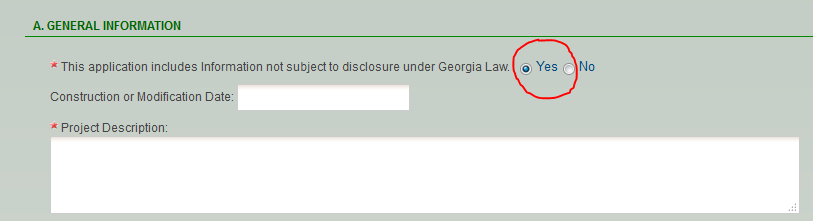 A. GENERAL INFORMATION
* This application includes Information not subject to disclosure under Georgia Law. Yes No
Construction or Modification Date:
* Project Description: